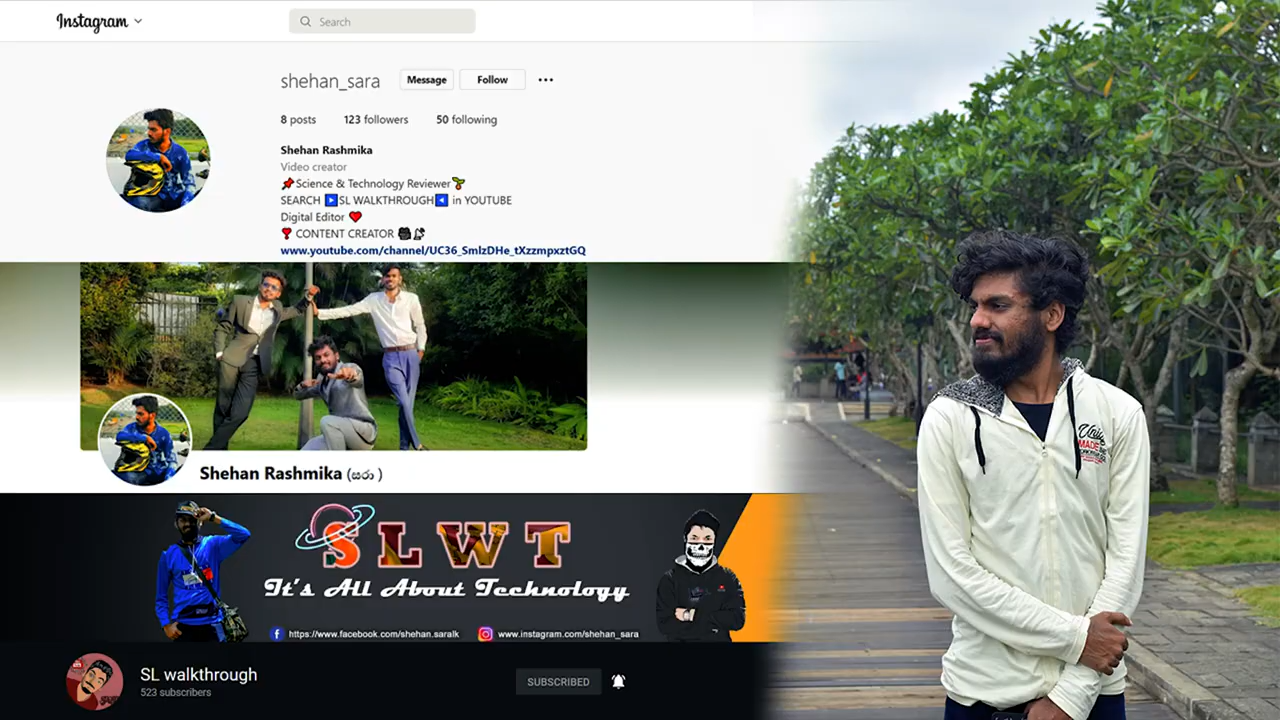 Instagram
Search
shehan_sara
Message
Follow
8 posts
123 followers
50 following
Shehan Rashmika
Video creator
📌Science & Technology Reviewer
SEARCH ▶️SL WALKTHROUGH◀️ in YOUTUBE
Digital Editor ❤️
❣️ CONTENT CREATOR
www.youtube.com/channel/UC36_SmlzDHe_tXzzmpxztGQ
Shehan Rashmika (සරා )
SLWT
It's All About Technology
https://www.facebook.com/shehan.saralk
www.instagram.com/shehan_sara
SL walkthrough
523 subscribers
SUBSCRIBED
MADE